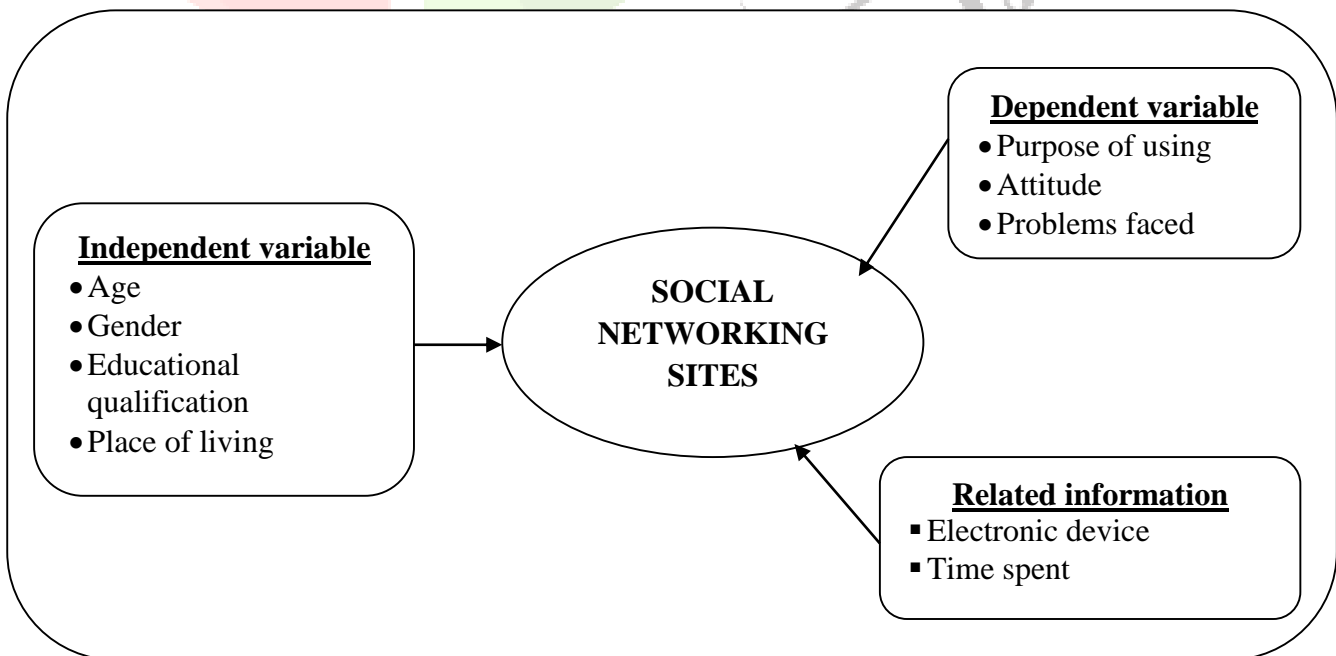 Dependent variable
• Purpose of using
• Attitude
• Problems faced
Independent variable
• Age
• Gender
• Educational
qualification
• Place of living
SOCIAL
NETWORKING
SITES
Related information
▪ Electronic device
▪ Time spent